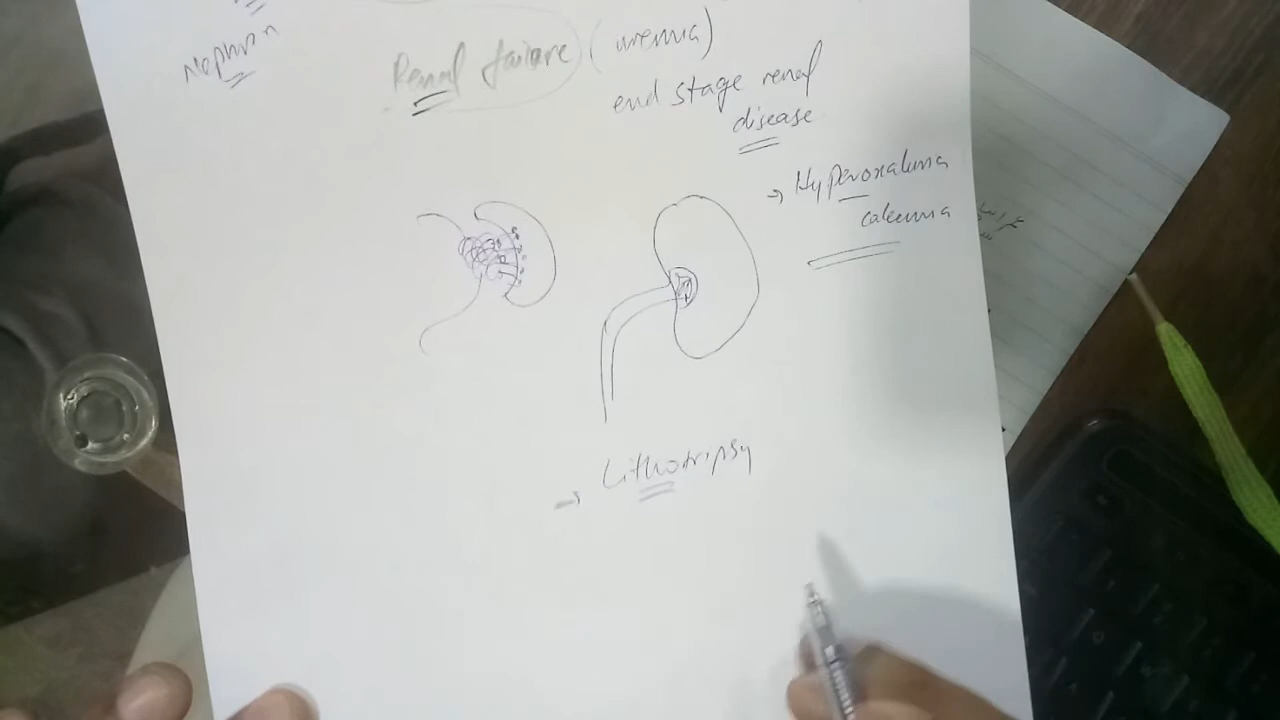 Nephron
Renal failure (uremia)
end stage renal
disease
→ Hyperoxaluria
calcemia
→ Lithotripsy